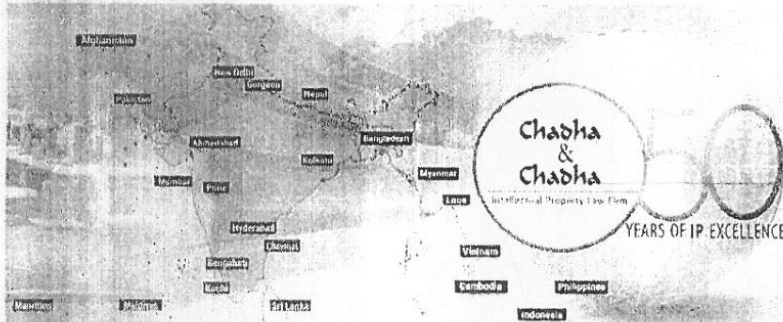 Afghanistan
New Delhi
Gurgaon
Nepal
Pakistan
Ahmedabad
Bangladesh
Kolkata
Mumbai
Pune
Myanmar
Laos
Hyderabad
Chennai
Bengaluru
Kochi
Vietnam
Cambodia
Philippines
Mauritius
Maldives
Sri Lanka
Indonesia
Chadha
&
Chadha
Intellectual Property Law Firm
YEARS OF IP EXCELLENCE